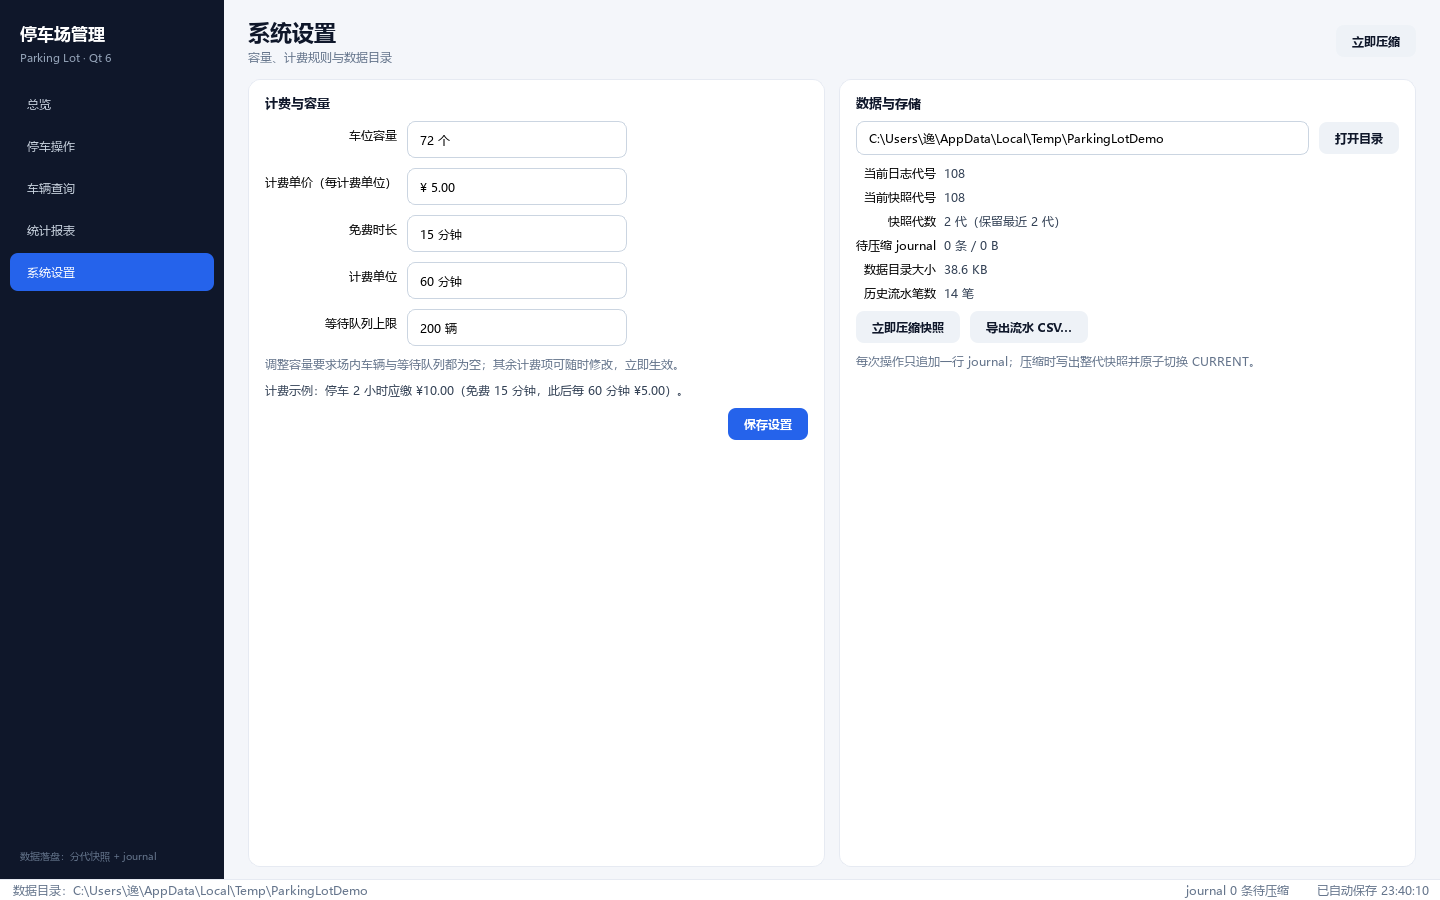 停车场管理
Parking Lot · Qt 6
总览
停车操作
车辆查询
统计报表
系统设置
数据落盘：分代快照 + journal
系统设置
容量、计费规则与数据目录
立即压缩
计费与容量
车位容量 72 个
计费单价（每计费单位） ¥ 5.00
免费时长 15 分钟
计费单位 60 分钟
等待队列上限 200 辆
调整容量要求场内车辆与等待队列都为空；其余计费项可随时修改，立即生效。
计费示例：停车 2 小时应缴 ¥10.00（免费 15 分钟，此后每 60 分钟 ¥5.00）。
保存设置
数据与存储
C:\Users\逸\AppData\Local\Temp\ParkingLotDemo 打开目录
当前日志代号 108
当前快照代号 108
快照代数 2 代（保留最近 2 代）
待压缩 journal 0 条 / 0 B
数据目录大小 38.6 KB
历史流水笔数 14 笔
立即压缩快照 导出流水 CSV...
每次操作只追加一行 journal；压缩时写出整代快照并原子切换 CURRENT。
数据目录：C:\Users\逸\AppData\Local\Temp\ParkingLotDemo
journal 0 条待压缩 已自动保存 23:40:10